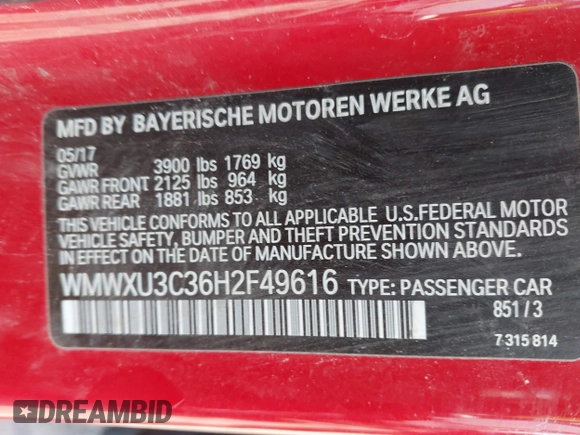 MFD BY BAYERISCHE MOTOREN WERKE AG
05/17
GVWR 3900 lbs 1769 kg
GAWR FRONT 2125 lbs 964 kg
GAWR REAR 1881 lbs 853 kg
THIS VEHICLE CONFORMS TO ALL APPLICABLE U.S.FEDERAL MOTOR
VEHICLE SAFETY, BUMPER AND THEFT PREVENTION STANDARDS
IN EFFECT ON THE DATE OF MANUFACTURE SHOWN ABOVE.
WMWXU3C36H2F49616 TYPE: PASSENGER CAR
851 / 3
7 315 814
DREAMBID